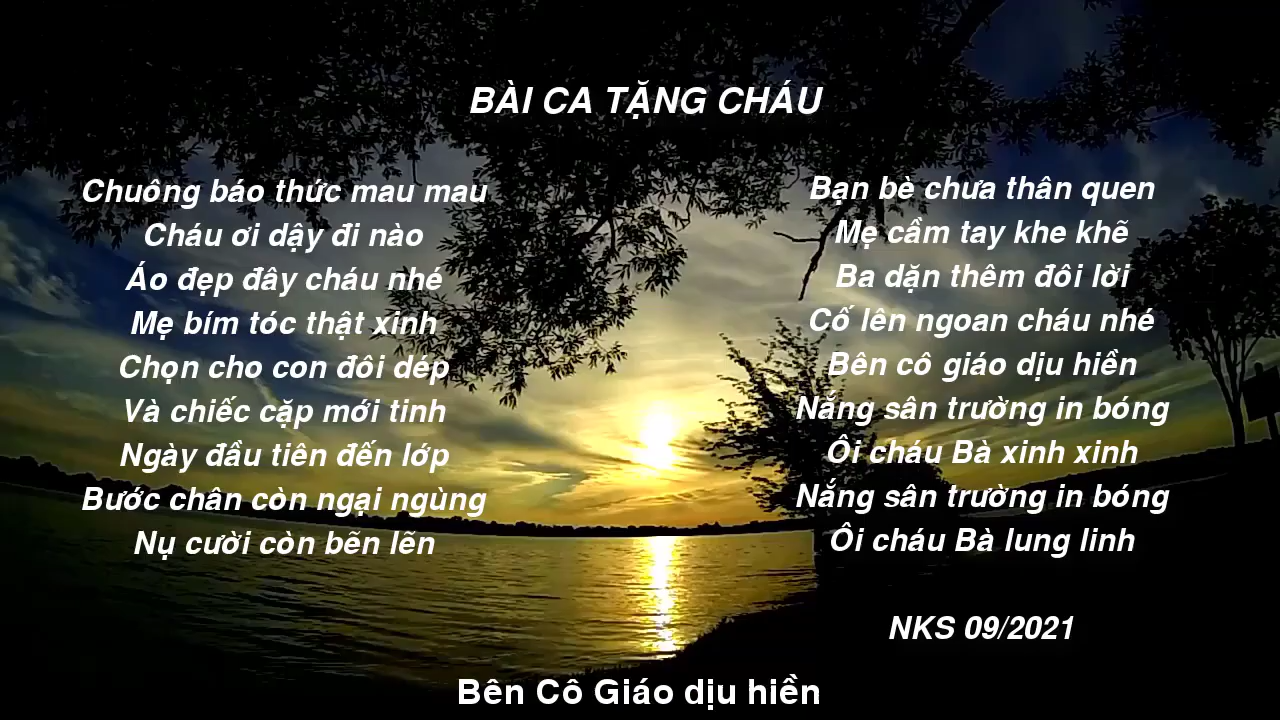 BÀI CA TẶNG CHÁU
Chuông báo thức mau mau
Cháu ơi dậy đi nào
Áo đẹp đây cháu nhé
Mẹ bím tóc thật xinh
Chọn cho con đôi dép
Và chiếc cặp mới tinh
Ngày đầu tiên đến lớp
Bước chân còn ngại ngùng
Nụ cười còn bẽn lẽn
Bạn bè chưa thân quen
Mẹ cầm tay khe khẽ
Ba dặn thêm đôi lời
Cố lên ngoan cháu nhé
Bên cô giáo dịu hiền
Nắng sân trường in bóng
Ôi cháu Bà xinh xinh
Nắng sân trường in bóng
Ôi cháu Bà lung linh
NKS 09/2021
Bên Cô Giáo dịu hiền